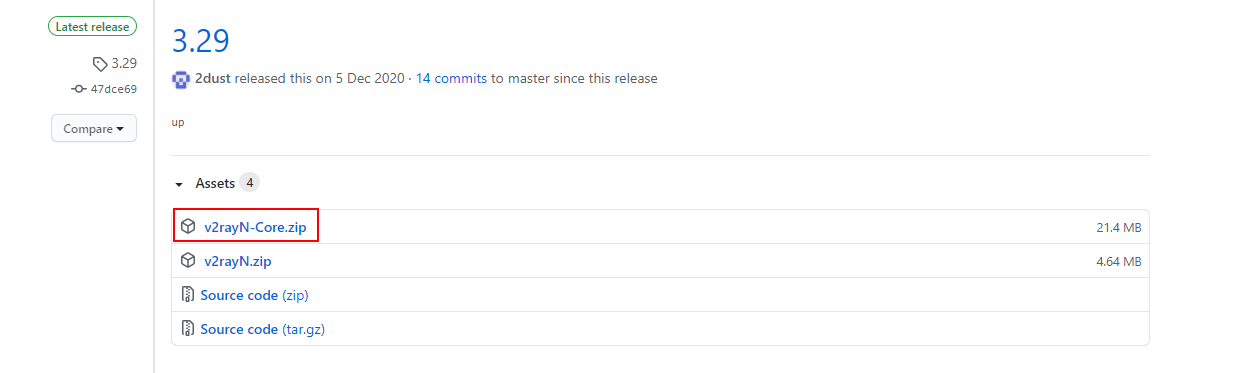 Latest release
3.29
47dce69
Compare
3.29
2dust released this on 5 Dec 2020 · 14 commits to master since this release
up
Assets 4
v2rayN-Core.zip 21.4 MB
v2rayN.zip 4.64 MB
Source code (zip)
Source code (tar.gz)